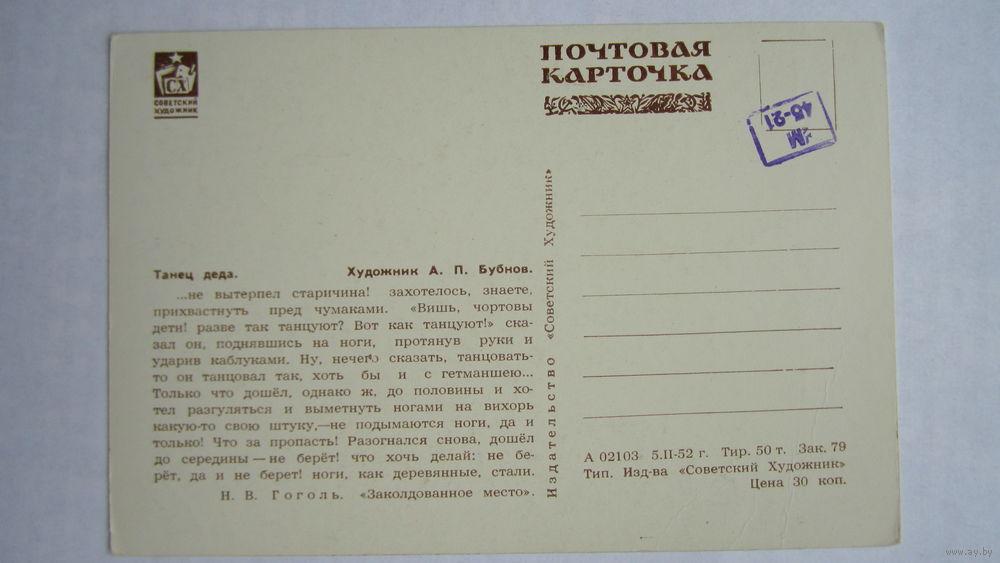 СХ
СОВЕТСКИЙ
ХУДОЖНИК
ПОЧТОВАЯ
КАРТОЧКА
ЧМ
45-21
Танец деда. Художник А. П. Бубнов.
...не вытерпел старичина! захотелось, знаете,
прихвастнуть пред чумаками. «Вишь, чортовы
дети! разве так танцуют? Вот как танцуют!» ска-
зал он, поднявшись на ноги, протянув руки и
ударив каблуками. Ну, нечего сказать, танцовать-
то он танцовал так, хоть бы и с гетманшею...
Только что дошёл, однако ж, до половины и хо-
тел разгуляться и выметнуть ногами на вихорь
какую-то свою штуку,—не подымаются ноги, да и
только! Что за пропасть! Разогнался снова, дошёл
до середины — не берёт! что хочь делай: не бе-
рёт, да и не берет! ноги, как деревянные, стали.
Н. В. Гоголь. «Заколдованное место».
Издательство «Советский Художник»
А 02103 5.II-52 г. Тир. 50 т. Зак. 79
Тип. Изд-ва «Советский Художник»
Цена 30 коп.
www.ay.by